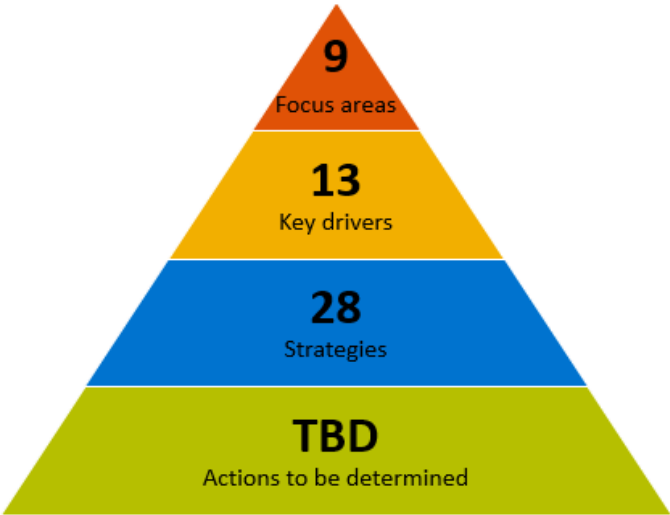 9
Focus areas
13
Key drivers
28
Strategies
TBD
Actions to be determined